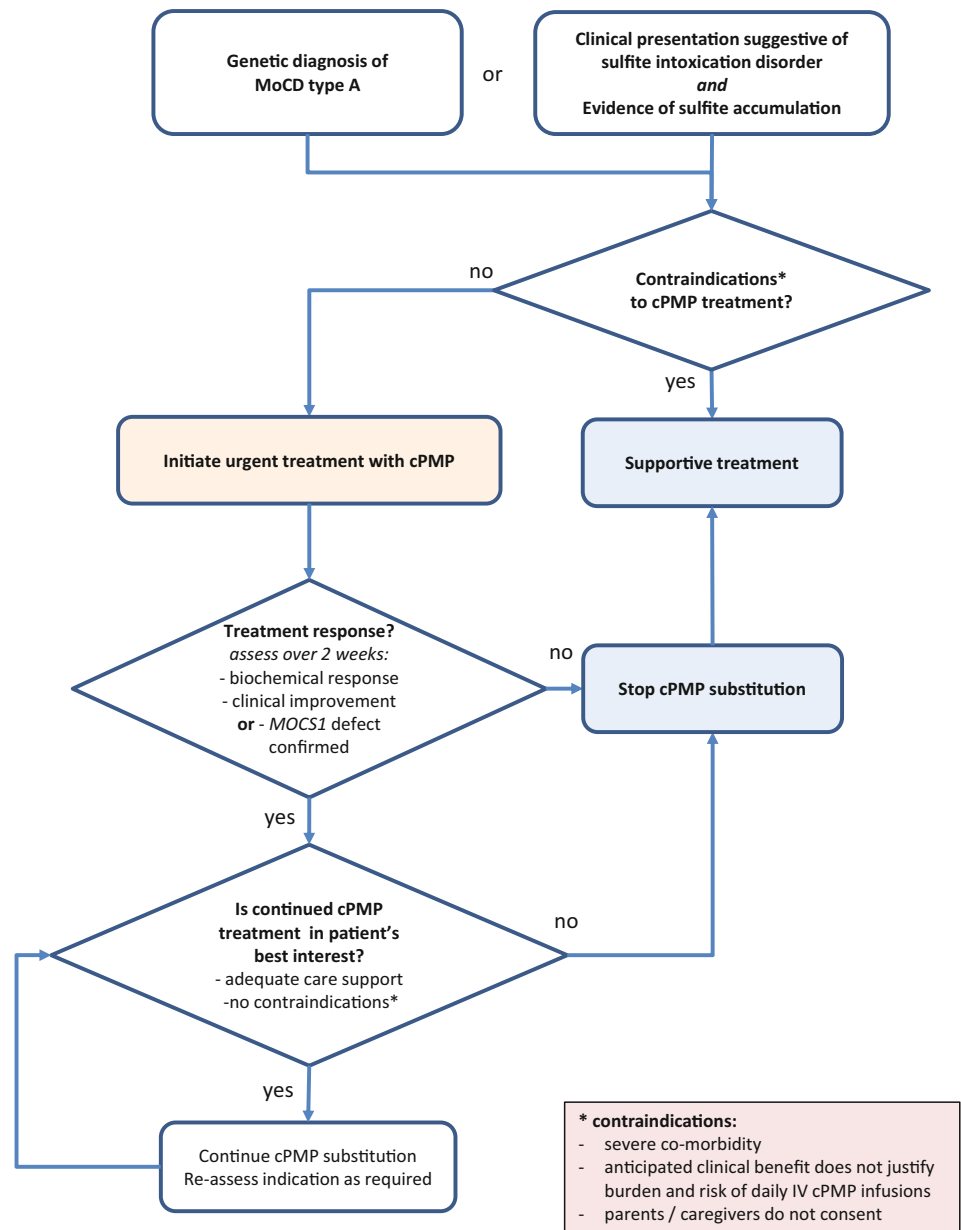 Genetic diagnosis of
MoCD type A
or
Clinical presentation suggestive of
sulfite intoxication disorder
and
Evidence of sulfite accumulation
no
Contraindications*
to cPMP treatment?
yes
Initiate urgent treatment with cPMP
Supportive treatment
Treatment response?
assess over 2 weeks:
- biochemical response
- clinical improvement
or - MOCS1 defect
confirmed
no
Stop cPMP substitution
yes
Is continued cPMP
treatment in patient's
best interest?
- adequate care support
-no contraindications*
no
yes
Continue cPMP substitution
Re-assess indication as required
* contraindications:
- severe co-morbidity
- anticipated clinical benefit does not justify
burden and risk of daily IV cPMP infusions
- parents / caregivers do not consent